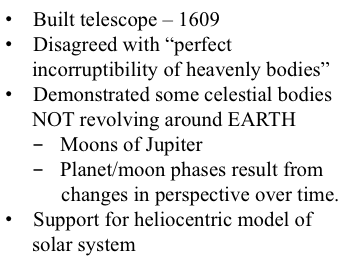 • Built telescope – 1609
• Disagreed with “perfect
incorruptibility of heavenly bodies”
• Demonstrated some celestial bodies
NOT revolving around EARTH
– Moons of Jupiter
– Planet/moon phases result from
changes in perspective over time.
• Support for heliocentric model of
solar system